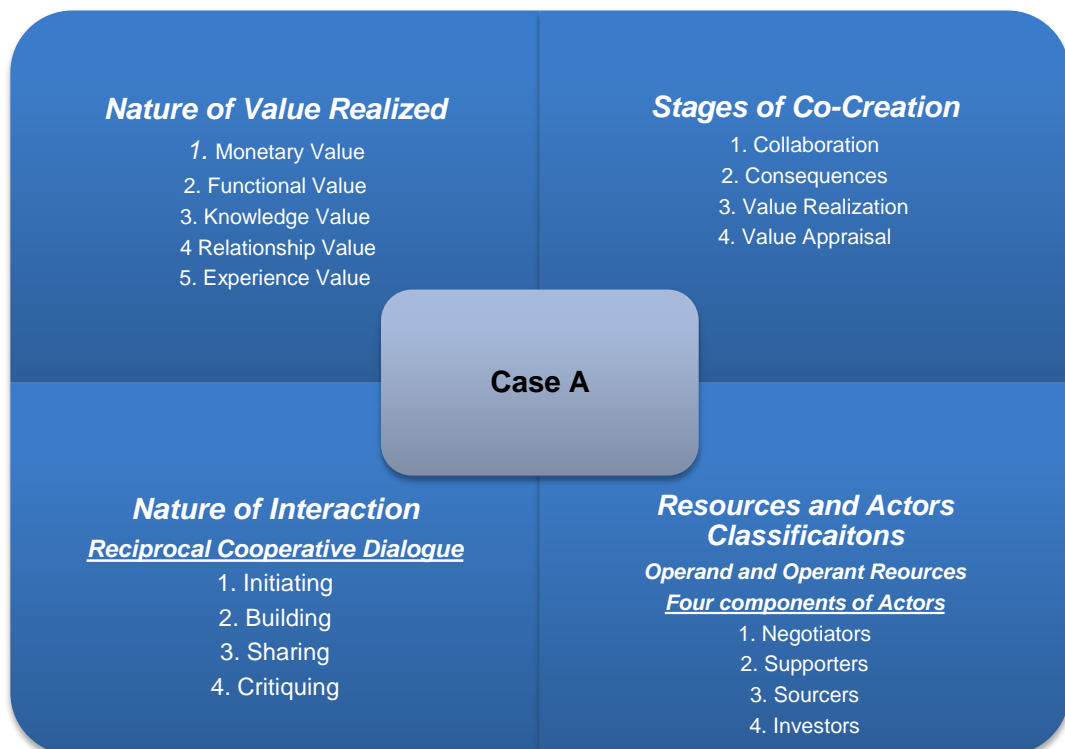 Nature of Value Realized
1. Monetary Value
2. Functional Value
3. Knowledge Value
4 Relationship Value
5. Experience Value
Stages of Co-Creation
1. Collaboration
2. Consequences
3. Value Realization
4. Value Appraisal
Case A
Nature of Interaction
Reciprocal Cooperative Dialogue
1. Initiating
2. Building
3. Sharing
4. Critiquing
Resources and Actors
Classificaitons
Operand and Operant Reources
Four components of Actors
1. Negotiators
2. Supporters
3. Sourcers
4. Investors